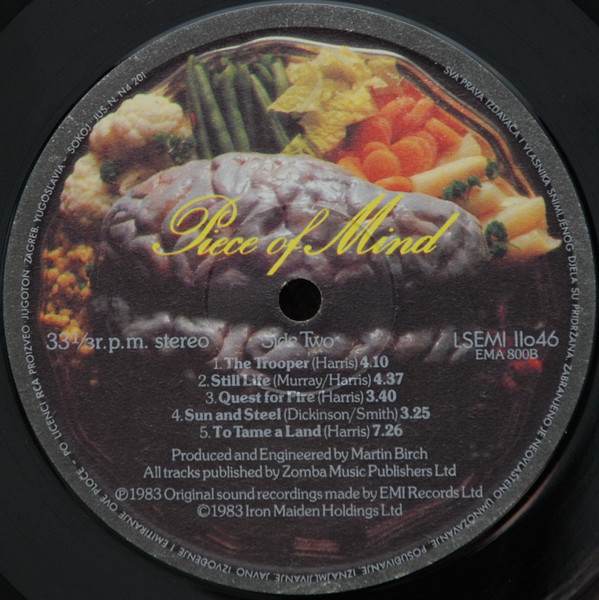 SVA PRAVA IZDAVAČA I VLASNIKA SNIMLJENOG DJELA SU PRIDRŽANA. ZABRANJENO JE NEOVLAŠTENO UMNOŽAVANJE, POSUĐIVANJE, IZNAJMLJIVANJE, JAVNO IZVOĐENJE I EMITIRANJE OVE PLOČE - PO LICENCI RCA PROIZVEO JUGOTON ZAGREB, YUGOSLAVIA - SOKOJ - JUS. N. N4 201
Piece of Mind
33 1/3 r.p.m. stereo
Side Two
LSEMI 11o46
EMA 800B
1. The Trooper (Harris) 4.10
2. Still Life (Murray/Harris) 4.37
3. Quest for Fire (Harris) 3.40
4. Sun and Steel (Dickinson/Smith) 3.25
5. To Tame a Land (Harris) 7.26
Produced and Engineered by Martin Birch
All tracks published by Zomba Music Publishers Ltd
℗1983 Original sound recordings made by EMI Records Ltd
©1983 Iron Maiden Holdings Ltd